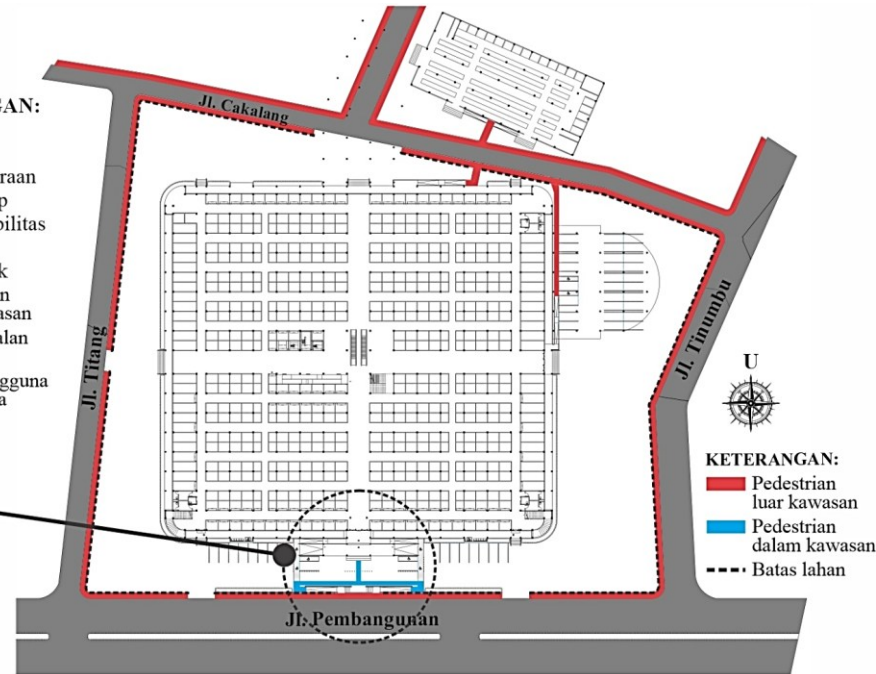 GAN:
raan
p
bilitas
k
n
asan
alan
gguna
a
Jl. Cakalang
Jl. Titang
Jl. Tinumbu
Jl. Pembangunan
U
KETERANGAN:
Pedestrian
luar kawasan
Pedestrian
dalam kawasan
Batas lahan